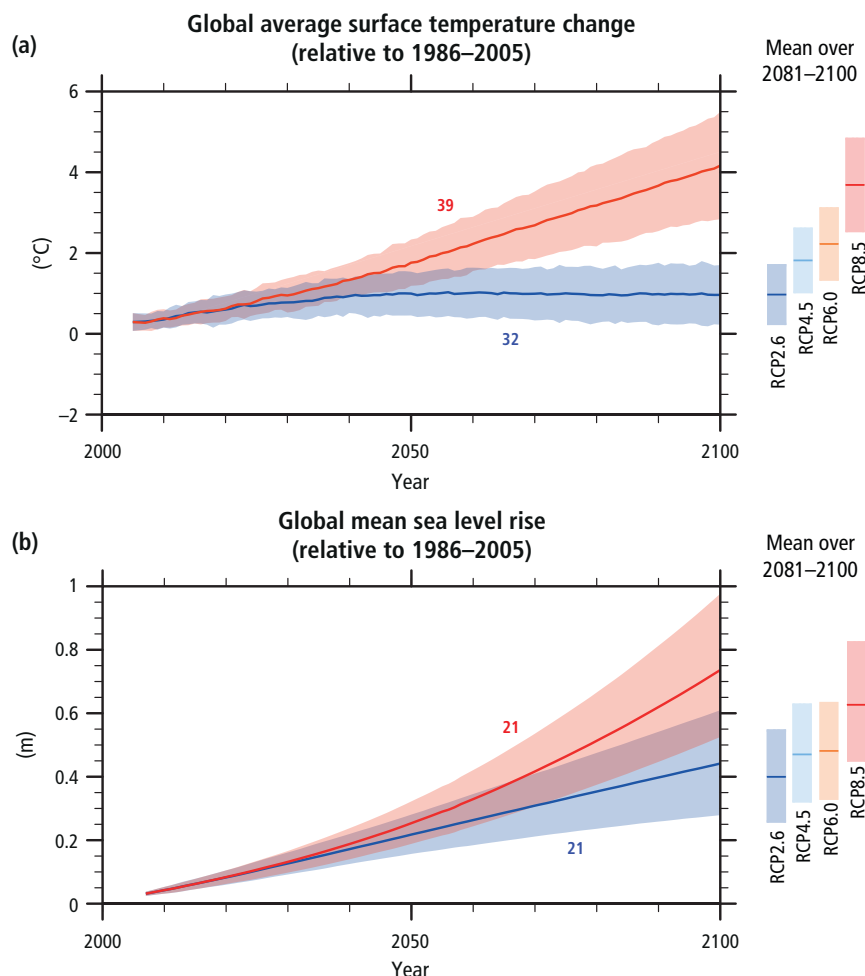 (a)
Global average surface temperature change
(relative to 1986–2005)
Mean over
2081–2100
6
4
2
0
–2
(°C)
39
32
2000
2050
2100
Year
RCP2.6
RCP4.5
RCP6.0
RCP8.5
(b)
Global mean sea level rise
(relative to 1986–2005)
Mean over
2081–2100
1
0.8
0.6
0.4
0.2
0
(m)
21
21
2000
2050
2100
Year
RCP2.6
RCP4.5
RCP6.0
RCP8.5